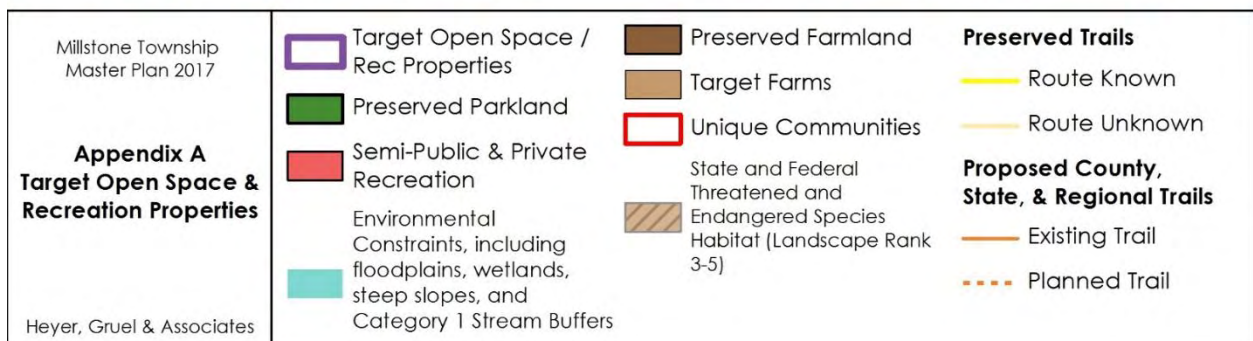 Millstone Township
Master Plan 2017
Appendix A
Target Open Space &
Recreation Properties
Heyer, Gruel & Associates
Target Open Space /
Rec Properties
Preserved Parkland
Semi-Public & Private
Recreation
Environmental
Constraints, including
floodplains, wetlands,
steep slopes, and
Category 1 Stream Buffers
Preserved Farmland
Target Farms
Unique Communities
State and Federal
Threatened and
Endangered Species
Habitat (Landscape Rank
3-5)
Preserved Trails
Route Known
Route Unknown
Proposed County,
State, & Regional Trails
Existing Trail
Planned Trail